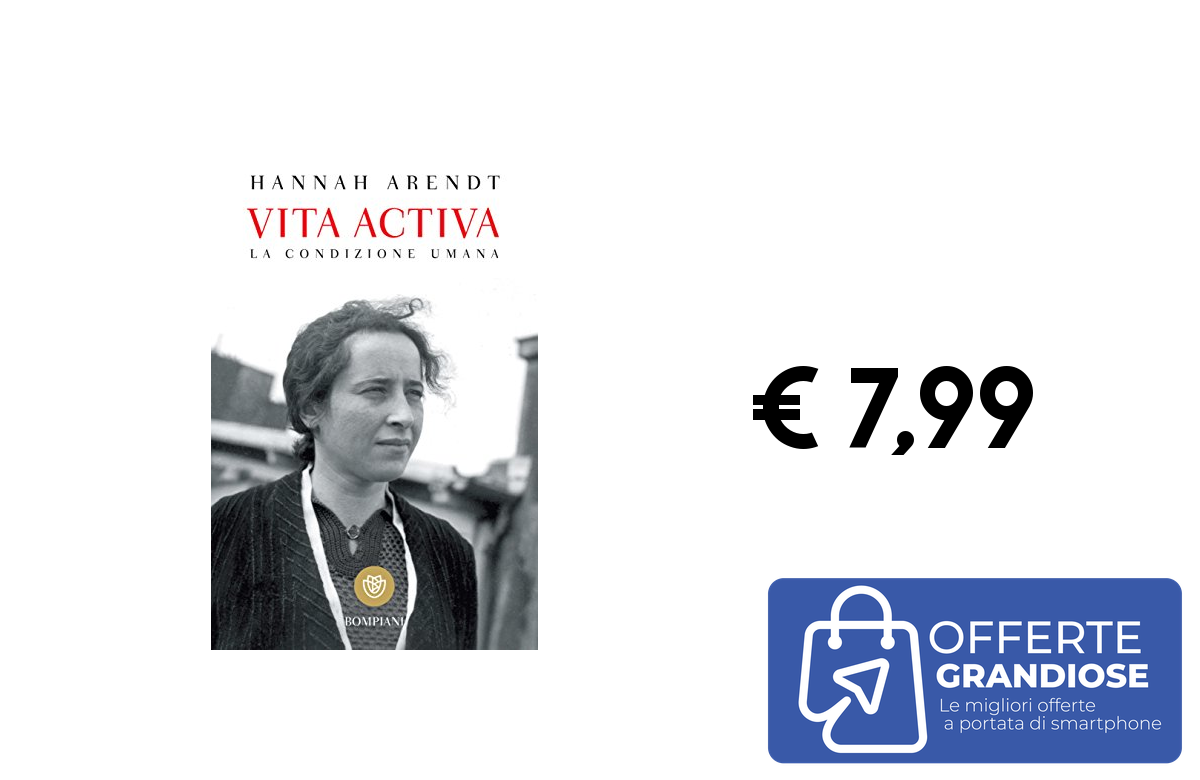 HANNAH ARENDT
VITA ACTIVA
LA CONDIZIONE UMANA
BOMPIANI
€ 7,99
OFFERTE
GRANDIOSE
Le migliori offerte
a portata di smartphone